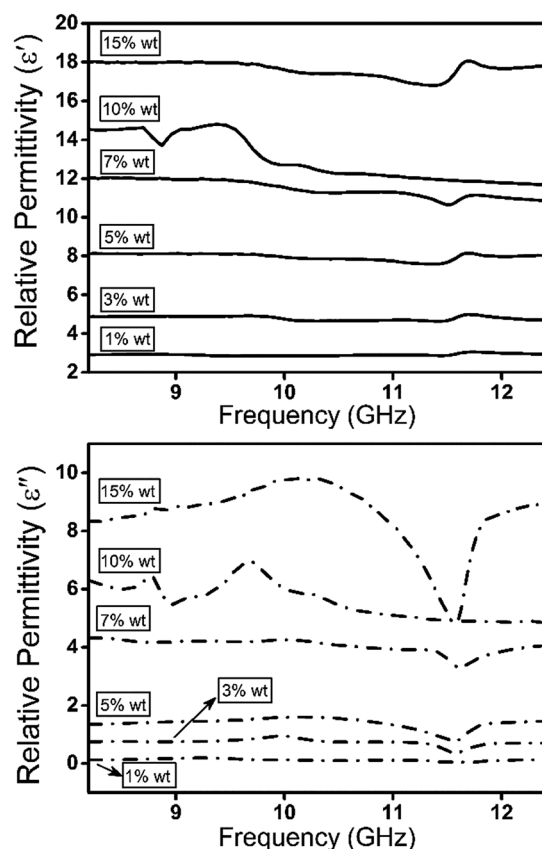 Relative Permittivity (ε′)
20
18
16
14
12
10
8
6
4
2
15% wt
10% wt
7% wt
5% wt
3% wt
1% wt
9
10
11
12
Frequency (GHz)
Relative Permittivity (ε″)
10
8
6
4
2
0
15% wt
10% wt
7% wt
3% wt
5% wt
1% wt
9
10
11
12
Frequency (GHz)